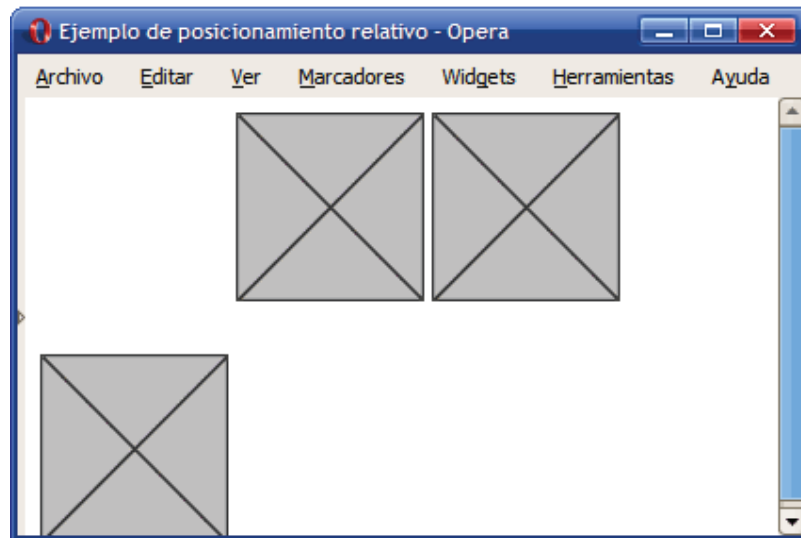 Ejemplo de posicionamiento relativo - Opera
Archivo Editar Ver Marcadores Widgets Herramientas Ayuda